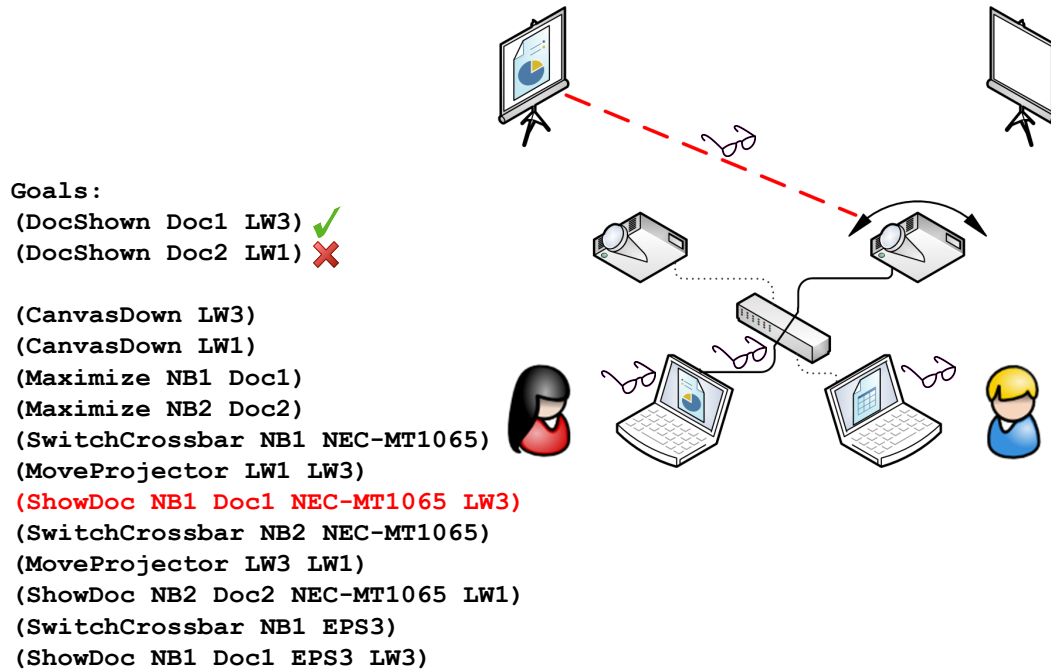 Goals:
(DocShown Doc1 LW3)
(DocShown Doc2 LW1)
(CanvasDown LW3)
(CanvasDown LW1)
(Maximize NB1 Doc1)
(Maximize NB2 Doc2)
(SwitchCrossbar NB1 NEC-MT1065)
(MoveProjector LW1 LW3)
(ShowDoc NB1 Doc1 NEC-MT1065 LW3)
(SwitchCrossbar NB2 NEC-MT1065)
(MoveProjector LW3 LW1)
(ShowDoc NB2 Doc2 NEC-MT1065 LW1)
(SwitchCrossbar NB1 EPS3)
(ShowDoc NB1 Doc1 EPS3 LW3)